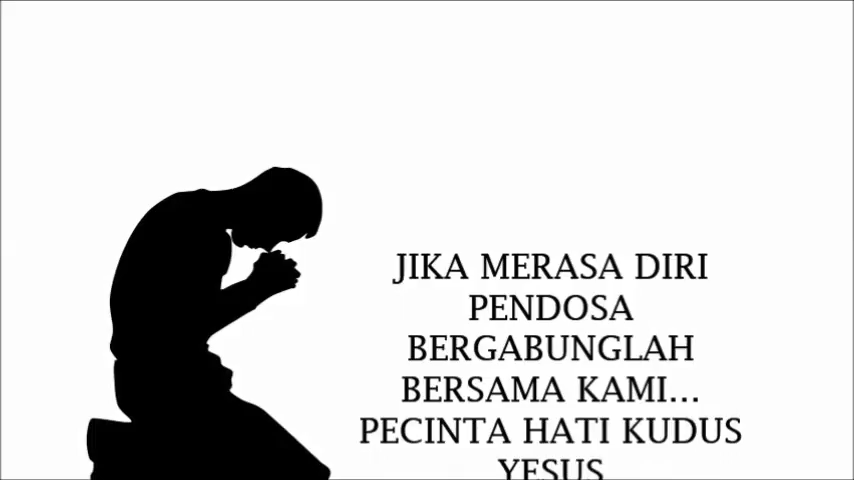 JIKA MERASA DIRI
PENDOSA
BERGABUNGLAH
BERSAMA KAMI...
PECINTA HATI KUDUS
YESUS